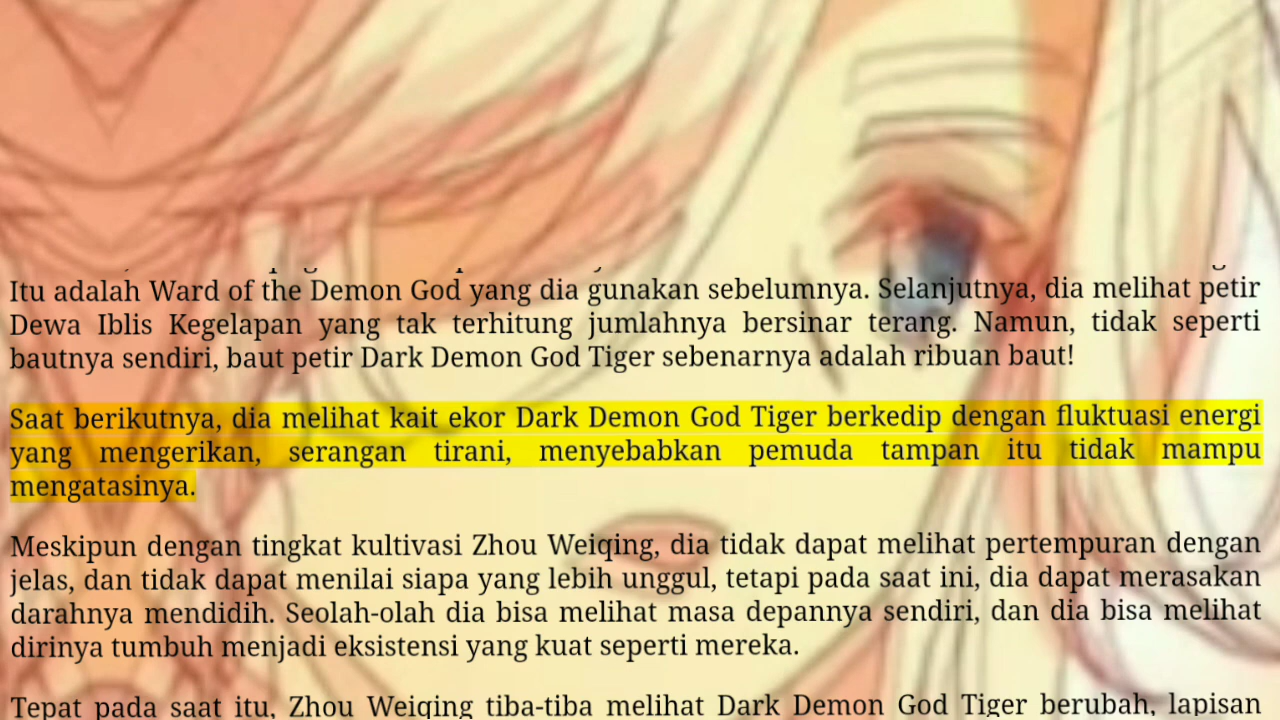 Itu adalah Ward of the Demon God yang dia gunakan sebelumnya. Selanjutnya, dia melihat petir
Dewa Iblis Kegelapan yang tak terhitung jumlahnya bersinar terang. Namun, tidak seperti
bautnya sendiri, baut petir Dark Demon God Tiger sebenarnya adalah ribuan baut!
Saat berikutnya, dia melihat kait ekor Dark Demon God Tiger berkedip dengan fluktuasi energi
yang mengerikan, serangan tirani, menyebabkan pemuda tampan itu tidak mampu
mengatasinya.
Meskipun dengan tingkat kultivasi Zhou Weiqing, dia tidak dapat melihat pertempuran dengan
jelas, dan tidak dapat menilai siapa yang lebih unggul, tetapi pada saat ini, dia dapat merasakan
darahnya mendidih. Seolah-olah dia bisa melihat masa depannya sendiri, dan dia bisa melihat
dirinya tumbuh menjadi eksistensi yang kuat seperti mereka.
Tepat pada saat itu, Zhou Weiqing tiba-tiba melihat Dark Demon God Tiger berubah, lapisan